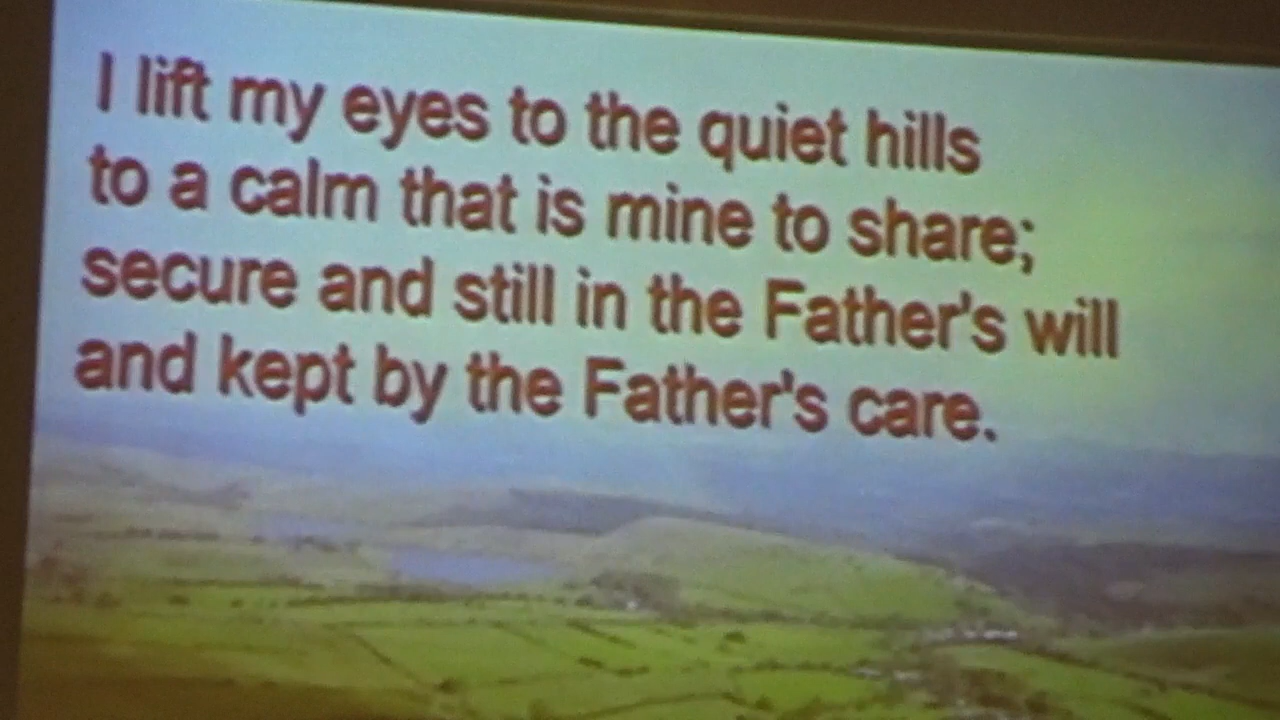 I lift my eyes to the quiet hills
to a calm that is mine to share;
secure and still in the Father's will
and kept by the Father's care.